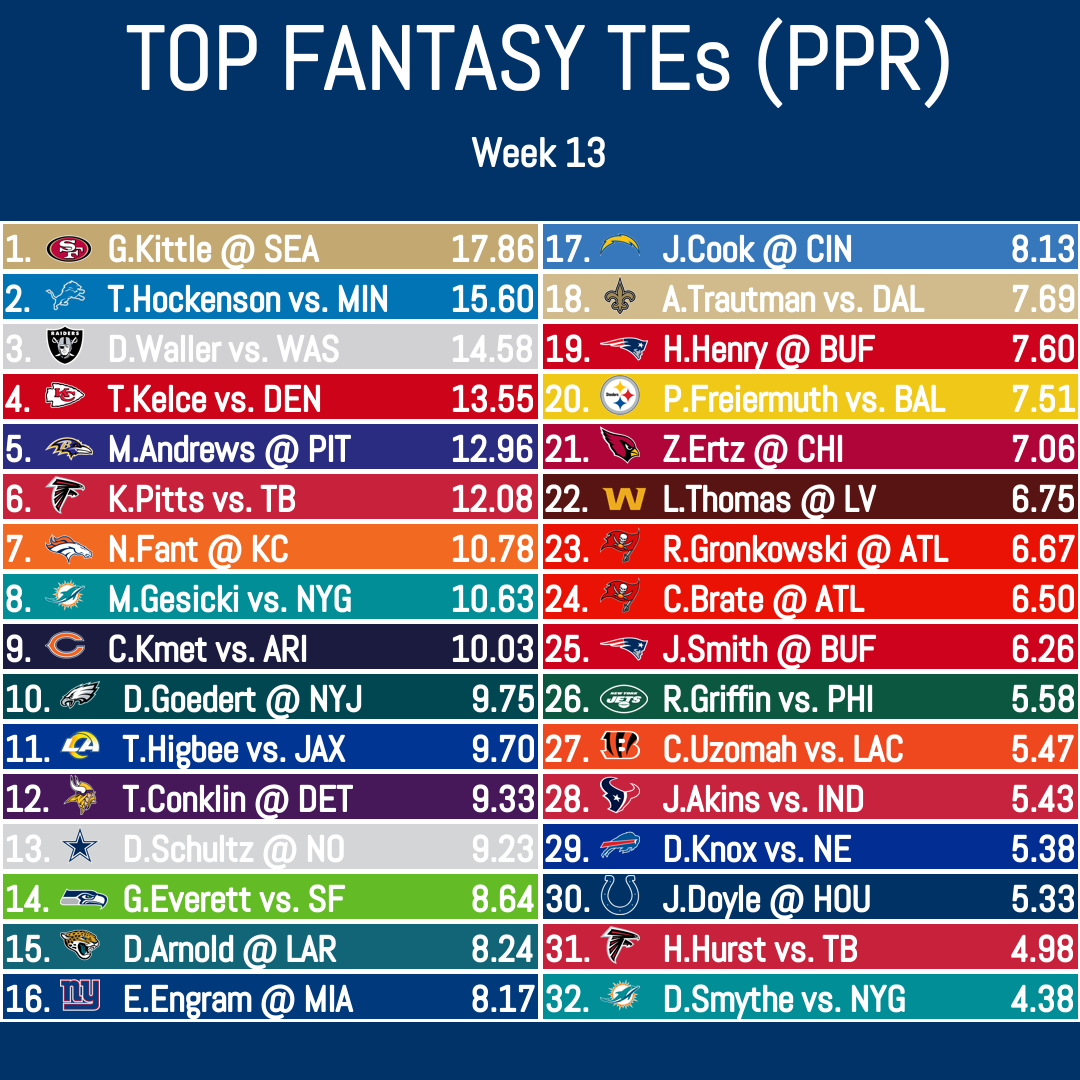 TOP FANTASY TEs (PPR)
Week 13
1. G.Kittle @ SEA 17.86
2. T.Hockenson vs. MIN 15.60
3. RAIDERS D.Waller vs. WAS 14.58
4. KC T.Kelce vs. DEN 13.55
5. M.Andrews @ PIT 12.96
6. K.Pitts vs. TB 12.08
7. N.Fant @ KC 10.78
8. M.Gesicki vs. NYG 10.63
9. C.Kmet vs. ARI 10.03
10. D.Goedert @ NYJ 9.75
11. LA T.Higbee vs. JAX 9.70
12. T.Conklin @ DET 9.33
13. D.Schultz @ NO 9.23
14. G.Everett vs. SF 8.64
15. D.Arnold @ LAR 8.24
16. ny E.Engram @ MIA 8.17
17. J.Cook @ CIN 8.13
18. A.Trautman vs. DAL 7.69
19. H.Henry @ BUF 7.60
20. Steelers P.Freiermuth vs. BAL 7.51
21. Z.Ertz @ CHI 7.06
22. W L.Thomas @ LV 6.75
23. R.Gronkowski @ ATL 6.67
24. C.Brate @ ATL 6.50
25. J.Smith @ BUF 6.26
26. NEW YORK JETS R.Griffin vs. PHI 5.58
27. C.Uzomah vs. LAC 5.47
28. J.Akins vs. IND 5.43
29. D.Knox vs. NE 5.38
30. J.Doyle @ HOU 5.33
31. H.Hurst vs. TB 4.98
32. D.Smythe vs. NYG 4.38